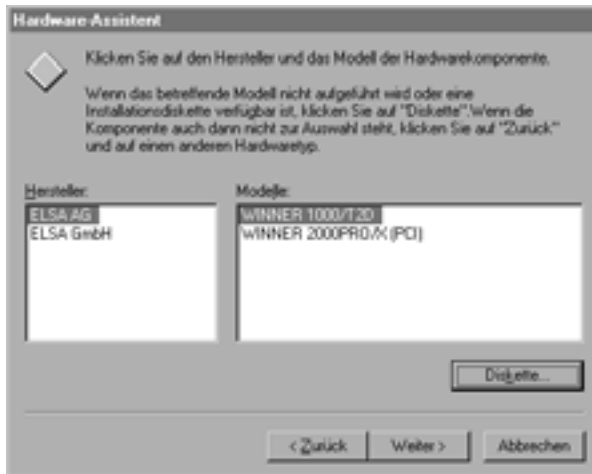 Hardware-Assistent
Klicken Sie auf den Hersteller und das Modell der Hardwarekomponente.
Wenn das betreffende Modell nicht aufgeführt wird oder eine
Installationsdiskette verfügbar ist, klicken Sie auf "Diskette".Wenn die
Komponente auch dann nicht zur Auswahl steht, klicken Sie auf "Zurück"
und auf einen anderen Hardwaretyp.
Hersteller:
Modelle:
ELSA AG
ELSA GmbH
WINNER 1000/T2D
WINNER 2000PRO/X (PCI)
Diskette...
< Zurück
Weiter >
Abbrechen